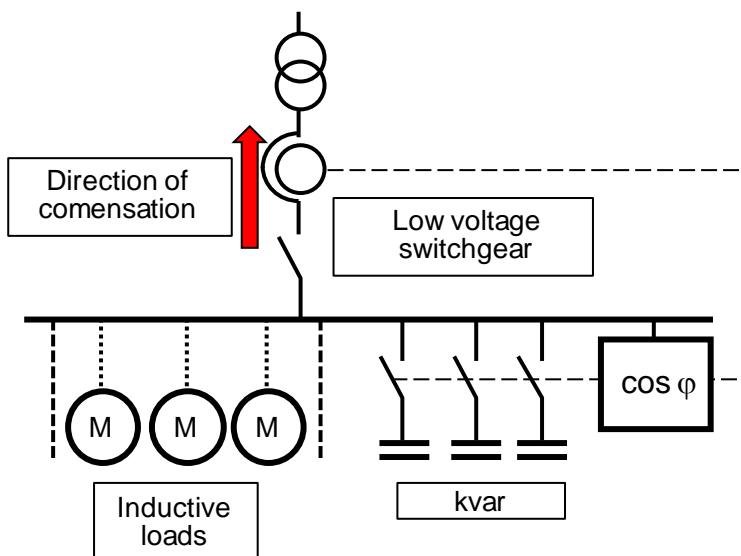 Direction of
comensation
Low voltage
switchgear
cos φ
M
M
M
Inductive
loads
kvar